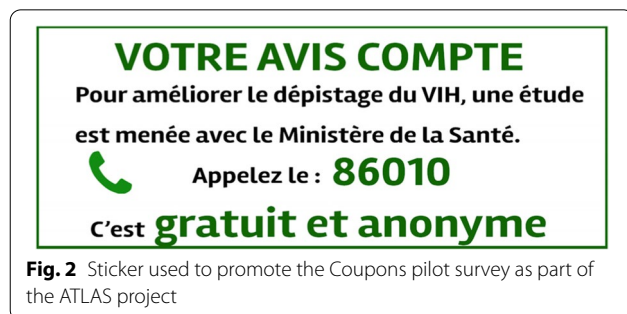 VOTRE AVIS COMPTE
Pour améliorer le dépistage du VIH, une étude
est menée avec le Ministère de la Santé.
Appelez le : 86010
C'est gratuit et anonyme
Fig. 2 Sticker used to promote the Coupons pilot survey as part of
the ATLAS project